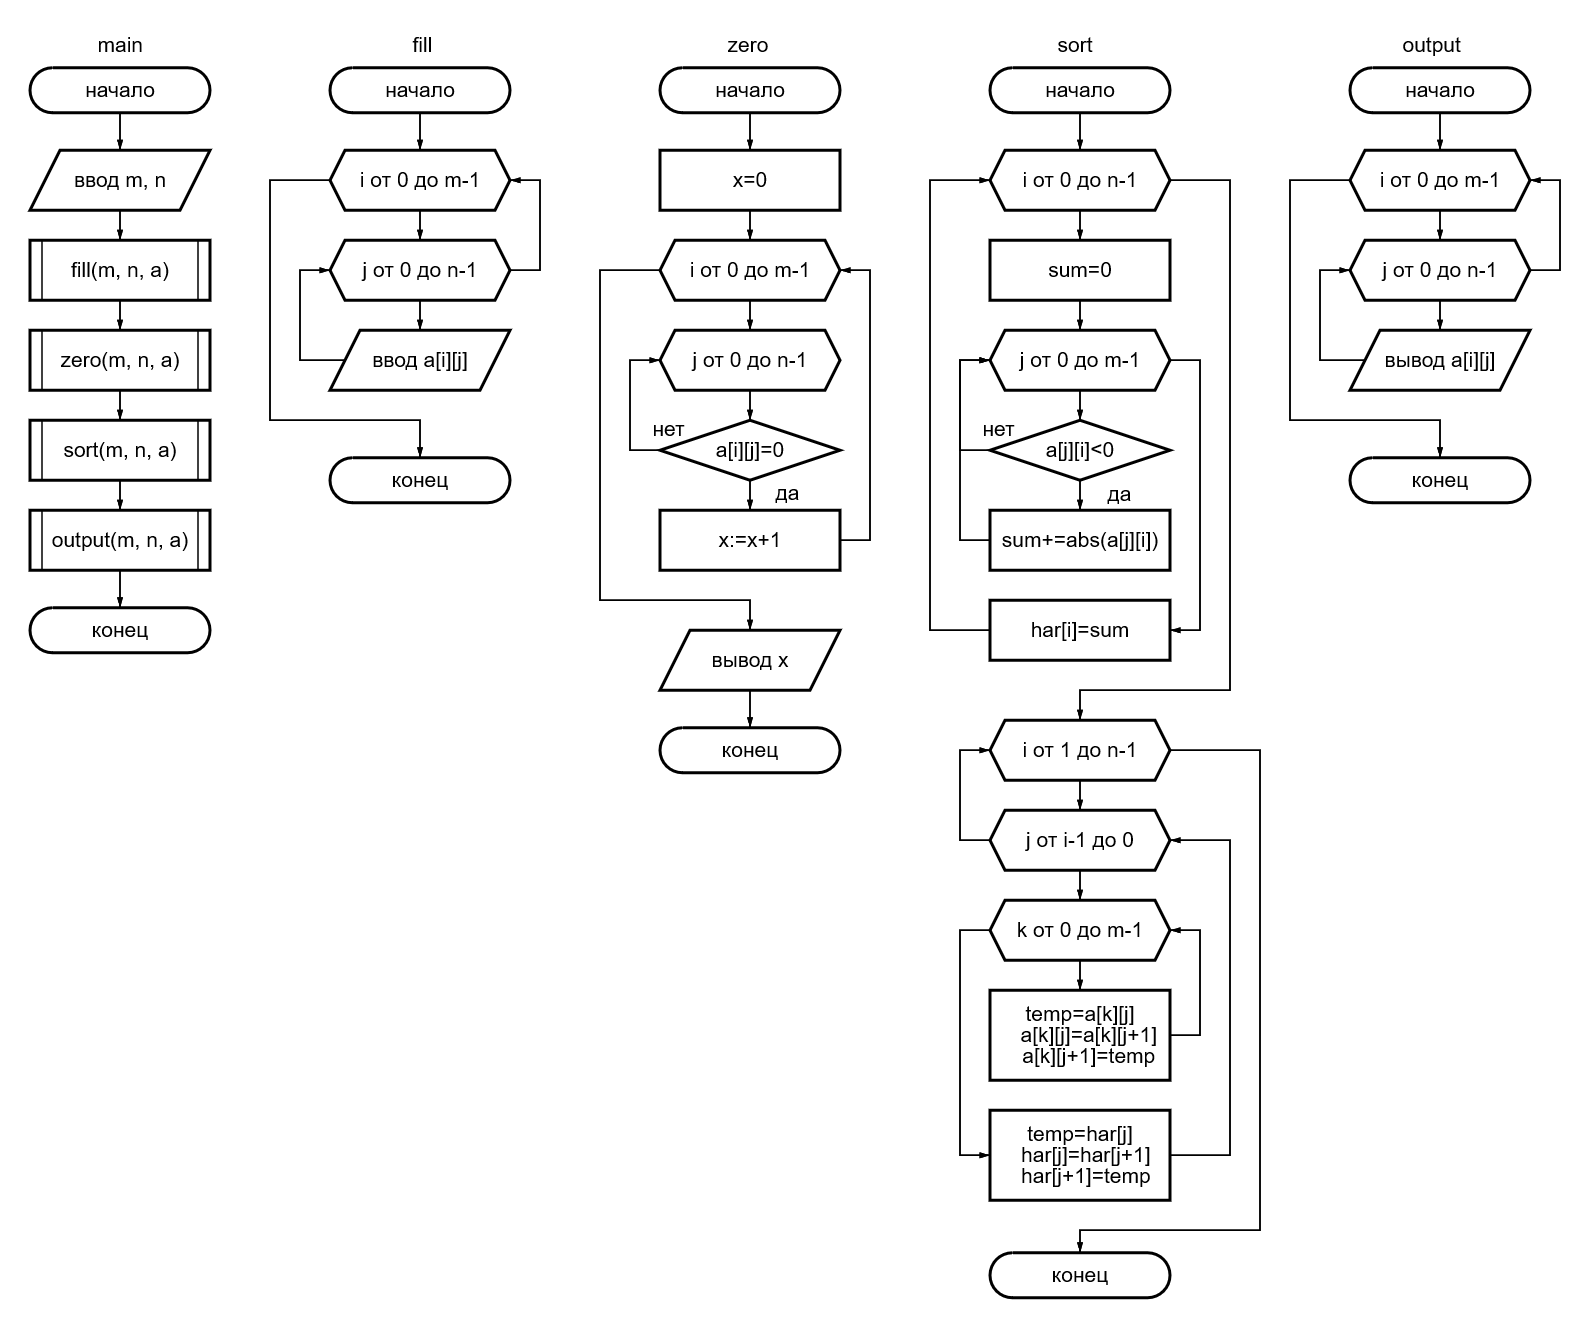 main
начало
ввод m, n
fill(m, n, a)
zero(m, n, a)
sort(m, n, a)
output(m, n, a)
конец
fill
начало
i от 0 до m-1
j от 0 до n-1
ввод a[i][j]
конец
zero
начало
x=0
i от 0 до m-1
j от 0 до n-1
нет
a[i][j]=0
да
x:=x+1
вывод x
конец
sort
начало
i от 0 до n-1
sum=0
j от 0 до m-1
нет
a[j][i]<0
да
sum+=abs(a[j][i])
har[i]=sum
i от 1 до n-1
j от i-1 до 0
k от 0 до m-1
temp=a[k][j]
a[k][j]=a[k][j+1]
a[k][j+1]=temp
temp=har[j]
har[j]=har[j+1]
har[j+1]=temp
конец
output
начало
i от 0 до m-1
j от 0 до n-1
вывод a[i][j]
конец